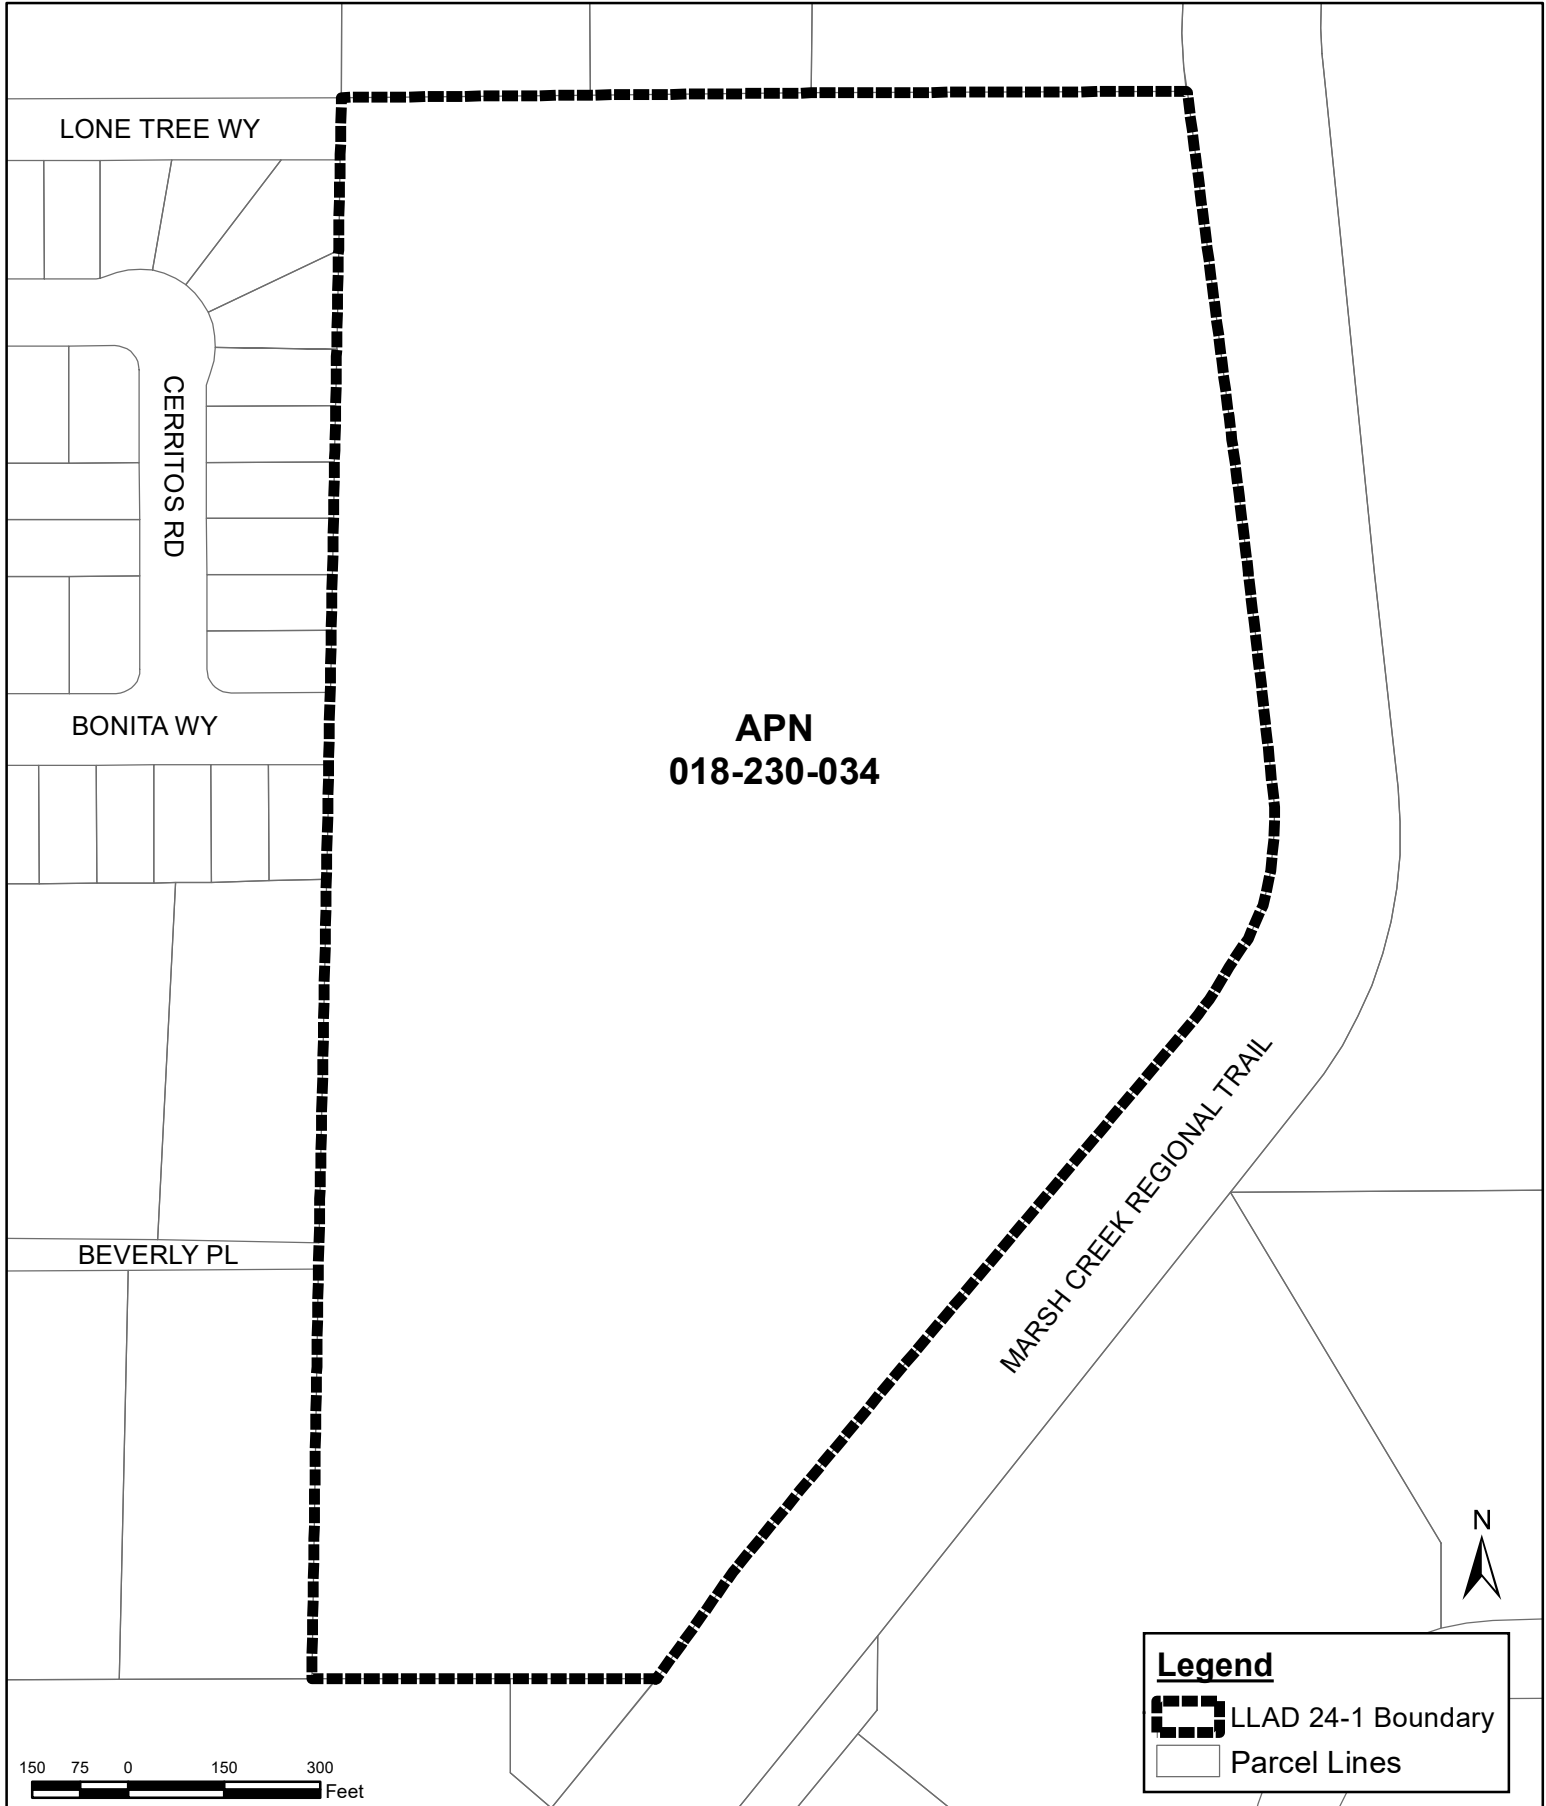 LONE TREE WY
CERRITOS RD
BONITA WY
APN
018-230-034
MARSH CREEK REGIONAL TRAIL
BEVERLY PL
N
Legend
LLAD 24-1 Boundary
Parcel Lines
150 75 0 150 300
Feet